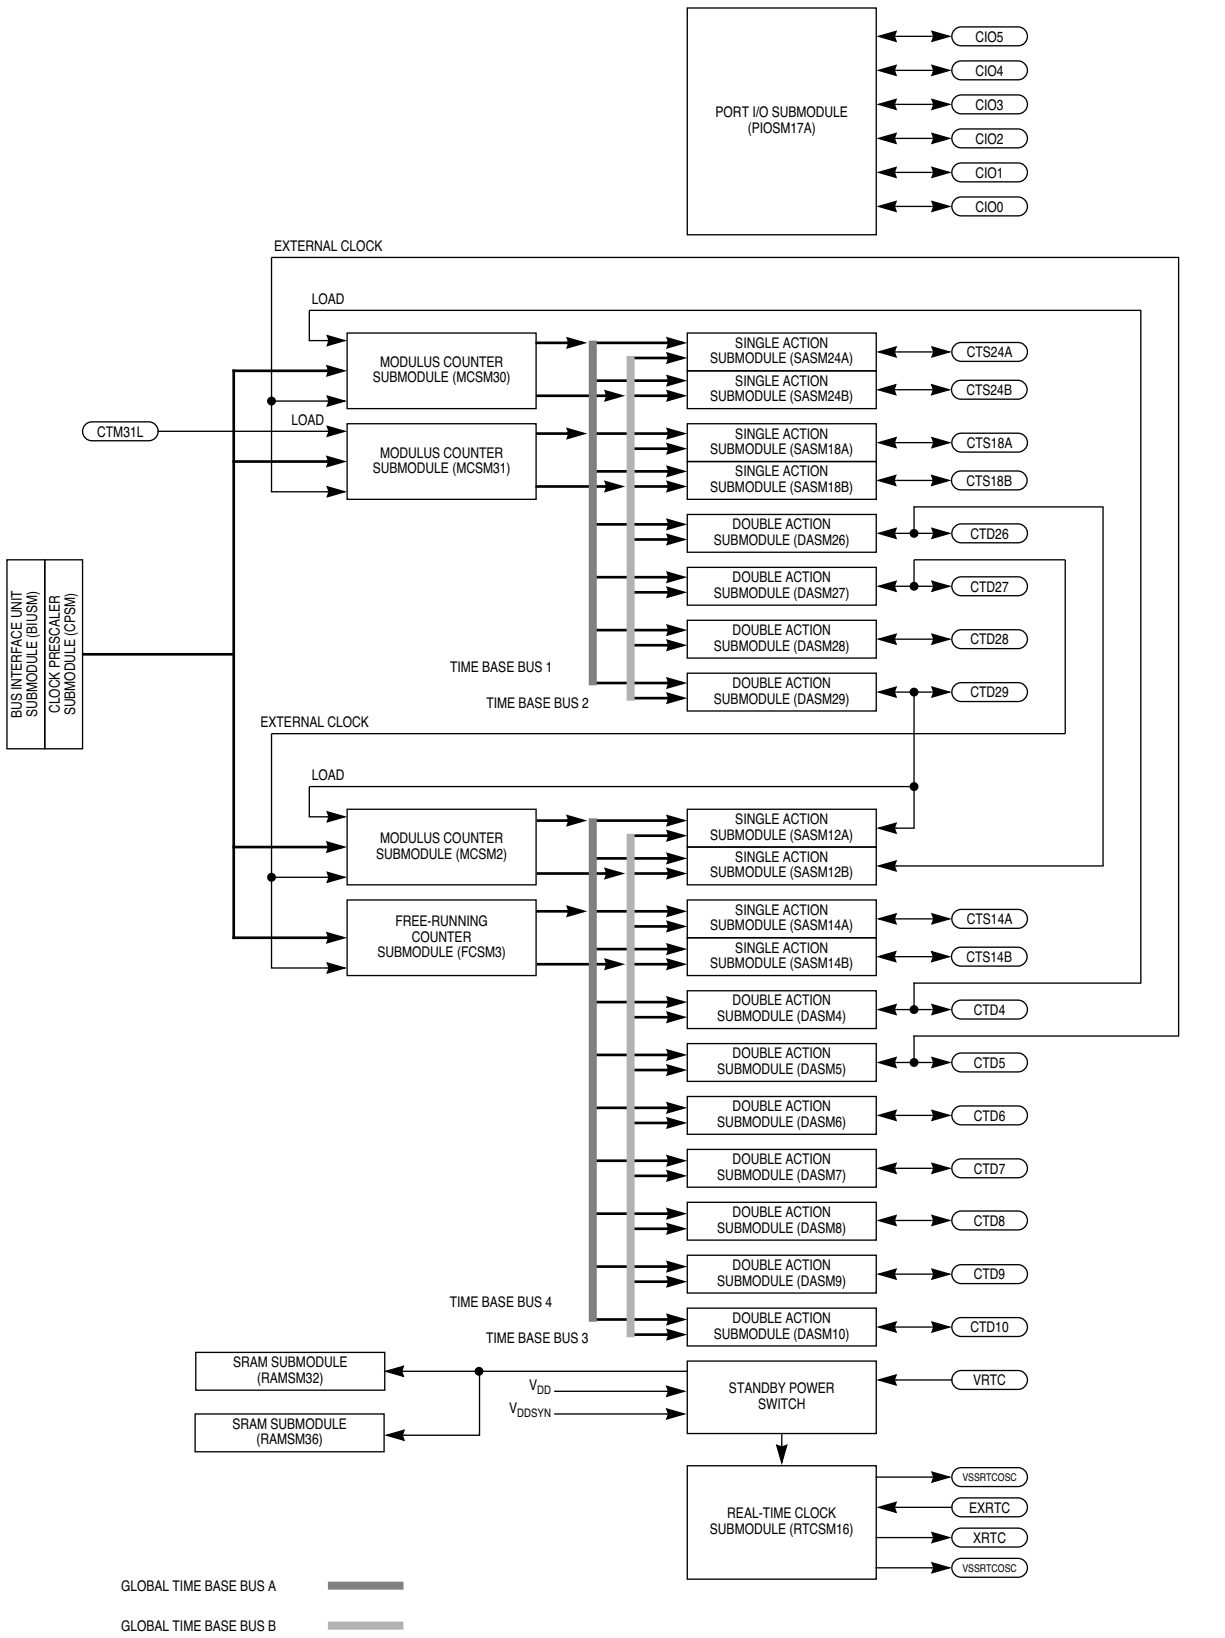 CIO5
CIO4
CIO3
PORT I/O SUBMODULE
(PIOSM17A)
CIO2
CIO1
CIO0
EXTERNAL CLOCK
LOAD
MODULUS COUNTER
SUBMODULE (MCSM30)
SINGLE ACTION
SUBMODULE (SASM24A)
CTS24A
SINGLE ACTION
SUBMODULE (SASM24B)
CTS24B
CTM31L
LOAD
MODULUS COUNTER
SUBMODULE (MCSM31)
SINGLE ACTION
SUBMODULE (SASM18A)
CTS18A
SINGLE ACTION
SUBMODULE (SASM18B)
CTS18B
DOUBLE ACTION
SUBMODULE (DASM26)
CTD26
DOUBLE ACTION
SUBMODULE (DASM27)
CTD27
DOUBLE ACTION
SUBMODULE (DASM28)
CTD28
BUS INTERFACE UNIT
SUBMODULE (BIUSM)
CLOCK PRESCALER
SUBMODULE (CPSM)
TIME BASE BUS 1
DOUBLE ACTION
SUBMODULE (DASM29)
CTD29
TIME BASE BUS 2
EXTERNAL CLOCK
LOAD
MODULUS COUNTER
SUBMODULE (MCSM2)
SINGLE ACTION
SUBMODULE (SASM12A)
SINGLE ACTION
SUBMODULE (SASM12B)
FREE-RUNNING
COUNTER
SUBMODULE (FCSM3)
SINGLE ACTION
SUBMODULE (SASM14A)
CTS14A
SINGLE ACTION
SUBMODULE (SASM14B)
CTS14B
DOUBLE ACTION
SUBMODULE (DASM4)
CTD4
DOUBLE ACTION
SUBMODULE (DASM5)
CTD5
DOUBLE ACTION
SUBMODULE (DASM6)
CTD6
DOUBLE ACTION
SUBMODULE (DASM7)
CTD7
DOUBLE ACTION
SUBMODULE (DASM8)
CTD8
DOUBLE ACTION
SUBMODULE (DASM9)
CTD9
TIME BASE BUS 4
DOUBLE ACTION
SUBMODULE (DASM10)
CTD10
TIME BASE BUS 3
SRAM SUBMODULE
(RAMSM32)
VDD
VDDSYN
STANDBY POWER
SWITCH
VRTC
SRAM SUBMODULE
(RAMSM36)
REAL-TIME CLOCK
SUBMODULE (RTCSM16)
VSSRTCOSC
EXRTC
XRTC
VSSRTCOSC
GLOBAL TIME BASE BUS A
GLOBAL TIME BASE BUS B